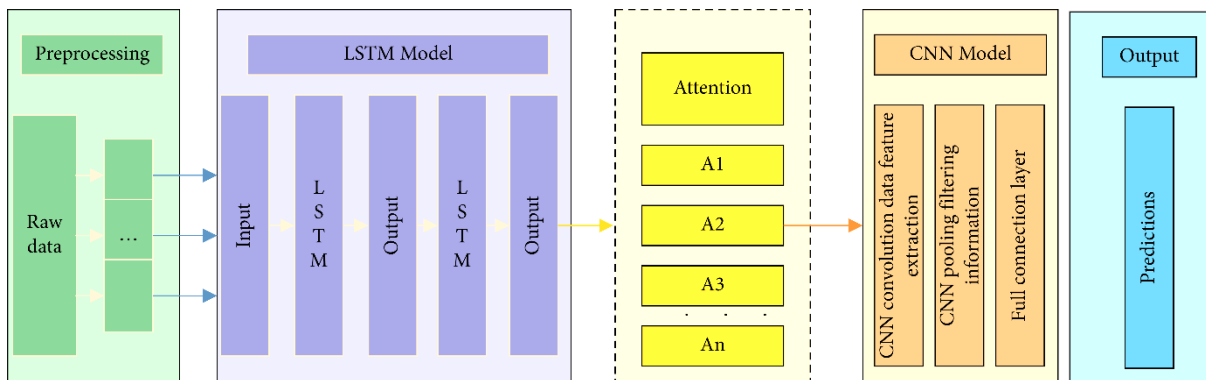 Preprocessing
Raw
data
...
LSTM Model
Input
L
S
T
M
Output
L
S
T
M
Output
Attention
A1
A2
A3
. . .
An
CNN Model
CNN convolution data feature
extraction
CNN pooling filtering
information
Full connection layer
Output
Predictions